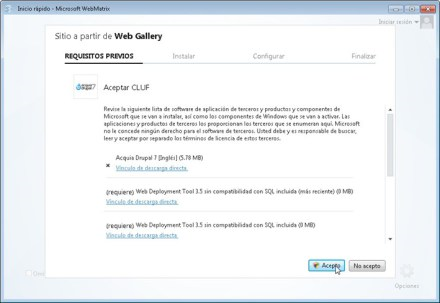 Inicio rápido - Microsoft WebMatrix
Iniciar sesión
Sitio a partir de Web Gallery
REQUISITOS PREVIOS Instalar Configurar Finalizar
Aceptar CLUF
Revise la siguiente lista de software de aplicación de terceros y productos y componentes de
Microsoft que se van a instalar, así como los componentes de Windows que se van a activar. Las
aplicaciones y productos de terceros los proporcionan los terceros que se enumeran aquí. Microsoft
no le concede ningún derecho para el software de terceros. Usted debe y es responsable de buscar,
leer y aceptar por separado los términos de licencia de estos terceros.
Acquia Drupal 7 [Inglés] (5.78 MB)
x Vínculo de descarga directa.
(requiere) Web Deployment Tool 3.5 sin compatibilidad con SQL incluida (más reciente) (0 MB)
Vínculo de descarga directa.
(requiere) Web Deployment Tool 3.5 sin compatibilidad con SQL incluida (0 MB)
Vínculo de descarga directa.
Acepto No acepto
Opciones